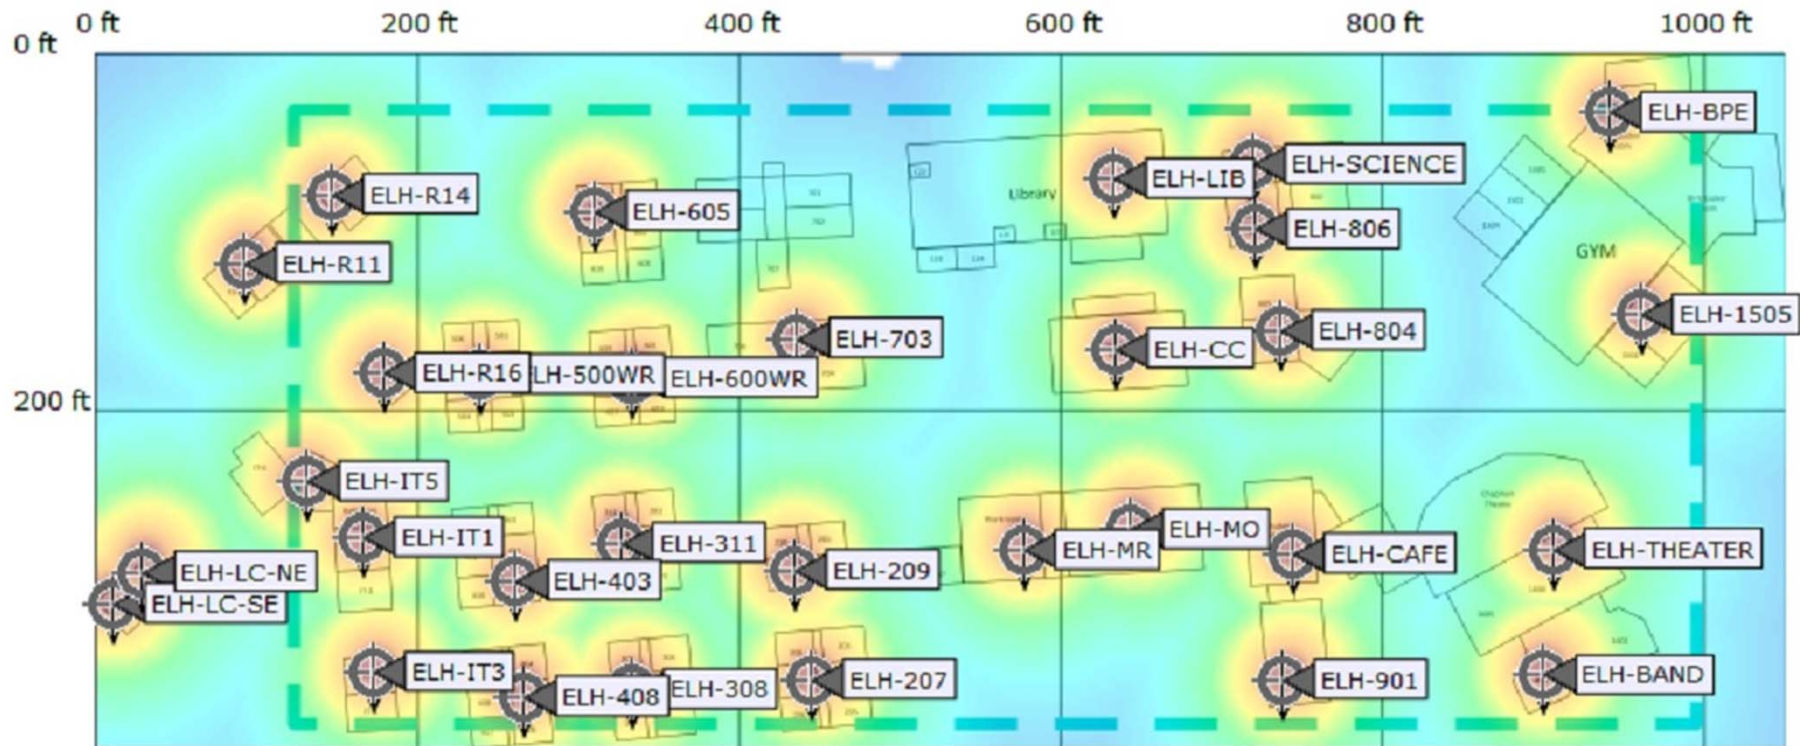 0 ft 200 ft 400 ft 600 ft 800 ft 1000 ft
0 ft
ELH-BPE
ELH-SCIENCE
ELH-LIB
ELH-R14
Library
ELH-605
ELH-806
GYM
ELH-R11
ELH-1505
ELH-804
ELH-703
ELH-CC
ELH-R16
LH-500WR
ELH-600WR
200 ft
ELH-IT5
ELH-MO
ELH-IT1
ELH-311
ELH-MR
ELH-THEATER
ELH-CAFE
ELH-LC-NE
ELH-209
ELH-403
ELH-LC-SE
ELH-IT3
ELH-BAND
ELH-207
ELH-901
ELH-308
ELH-408